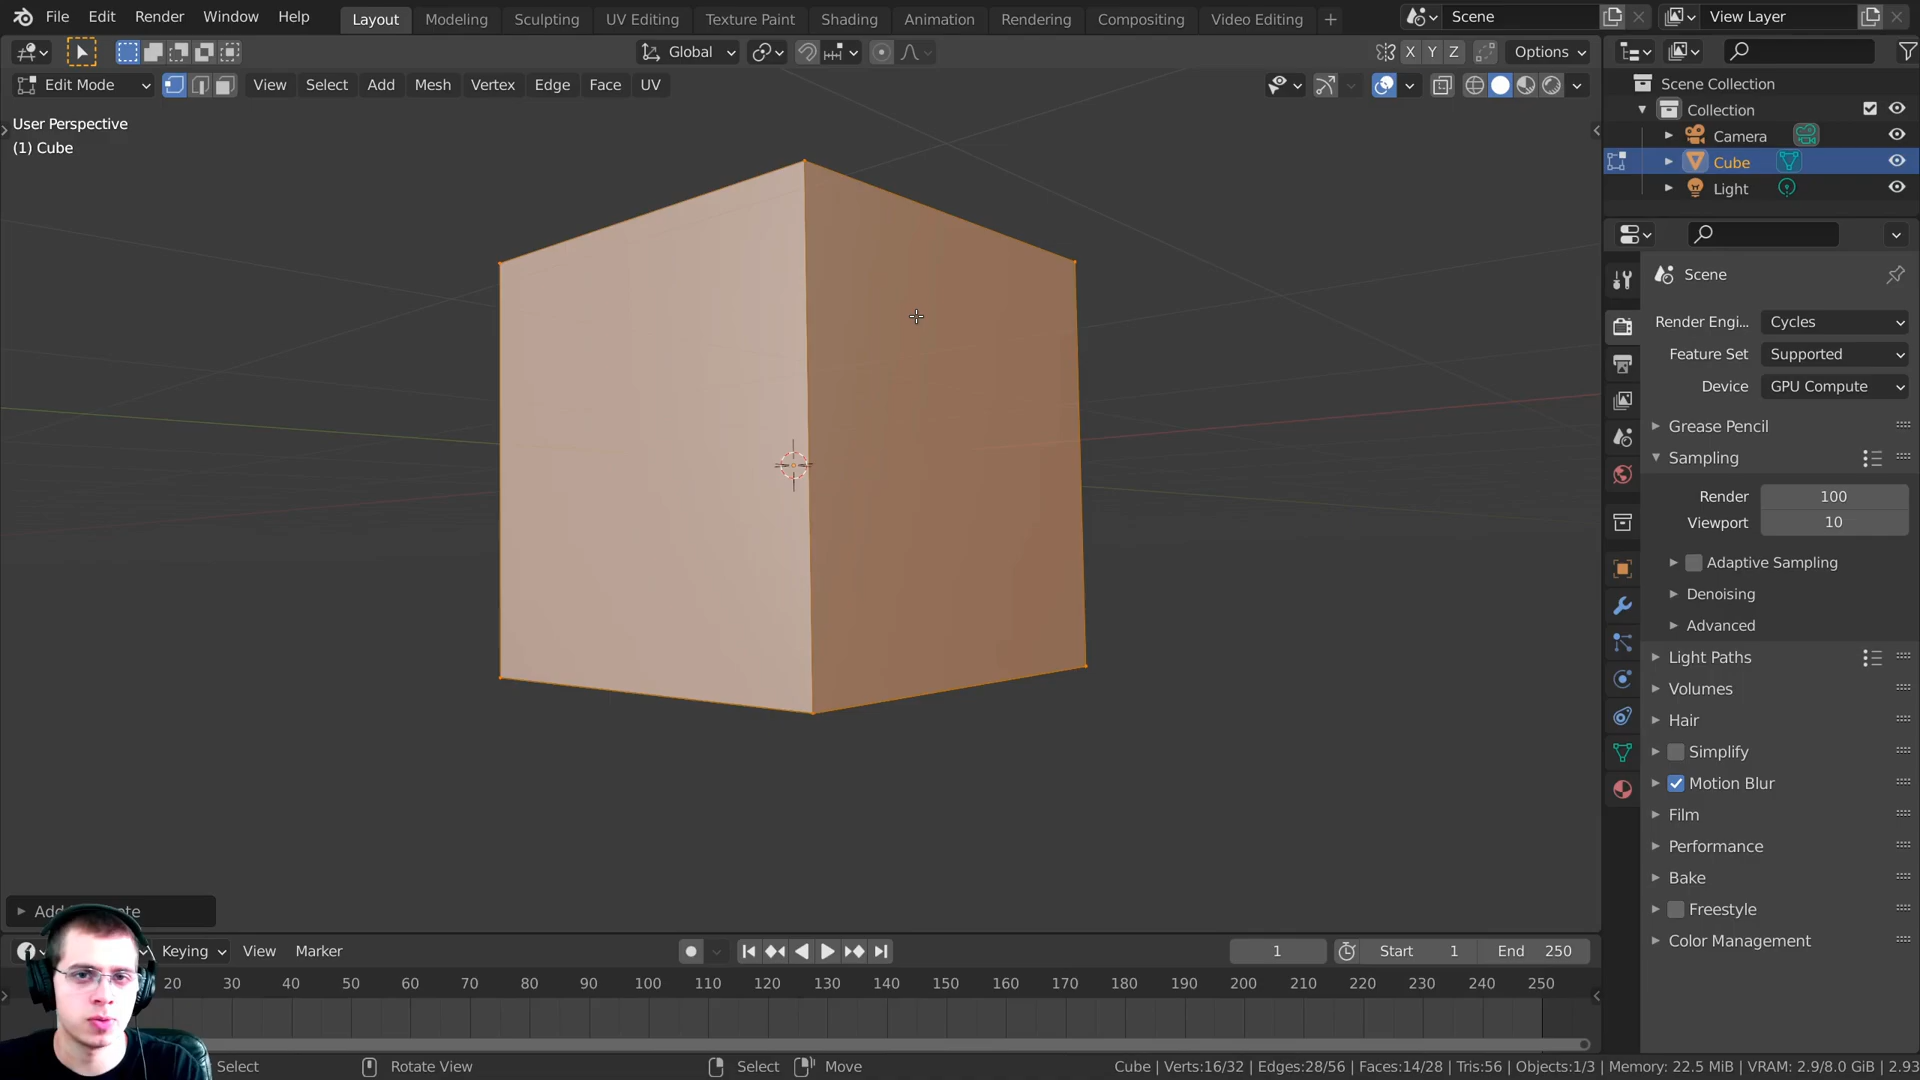 File Edit Render Window Help Layout Modeling Sculpting UV Editing Texture Paint Shading Animation Rendering Compositing Video Editing + Scene View Layer
Global X Y Z Options
Edit Mode View Select Add Mesh Vertex Edge Face UV
User Perspective
(1) Cube
Scene Collection
Collection
Camera
Cube
Light
Scene
Render Engi... Cycles
Feature Set Supported
Device GPU Compute
Grease Pencil
Sampling
Render 100
Viewport 10
Adaptive Sampling
Denoising
Advanced
Light Paths
Volumes
Hair
Simplify
Motion Blur
Film
Performance
Bake
Freestyle
Color Management
Keying View Marker 1 Start 1 End 250
20 30 40 50 60 70 80 90 100 110 120 130 140 150 160 170 180 190 200 210 220 230 240 250
Select Rotate View Select Move Cube | Verts:16/32 | Edges:28/56 | Faces:14/28 | Tris:56 | Objects:1/3 | Memory: 22.5 MiB | VRAM: 2.9/8.0 GiB | 2.93